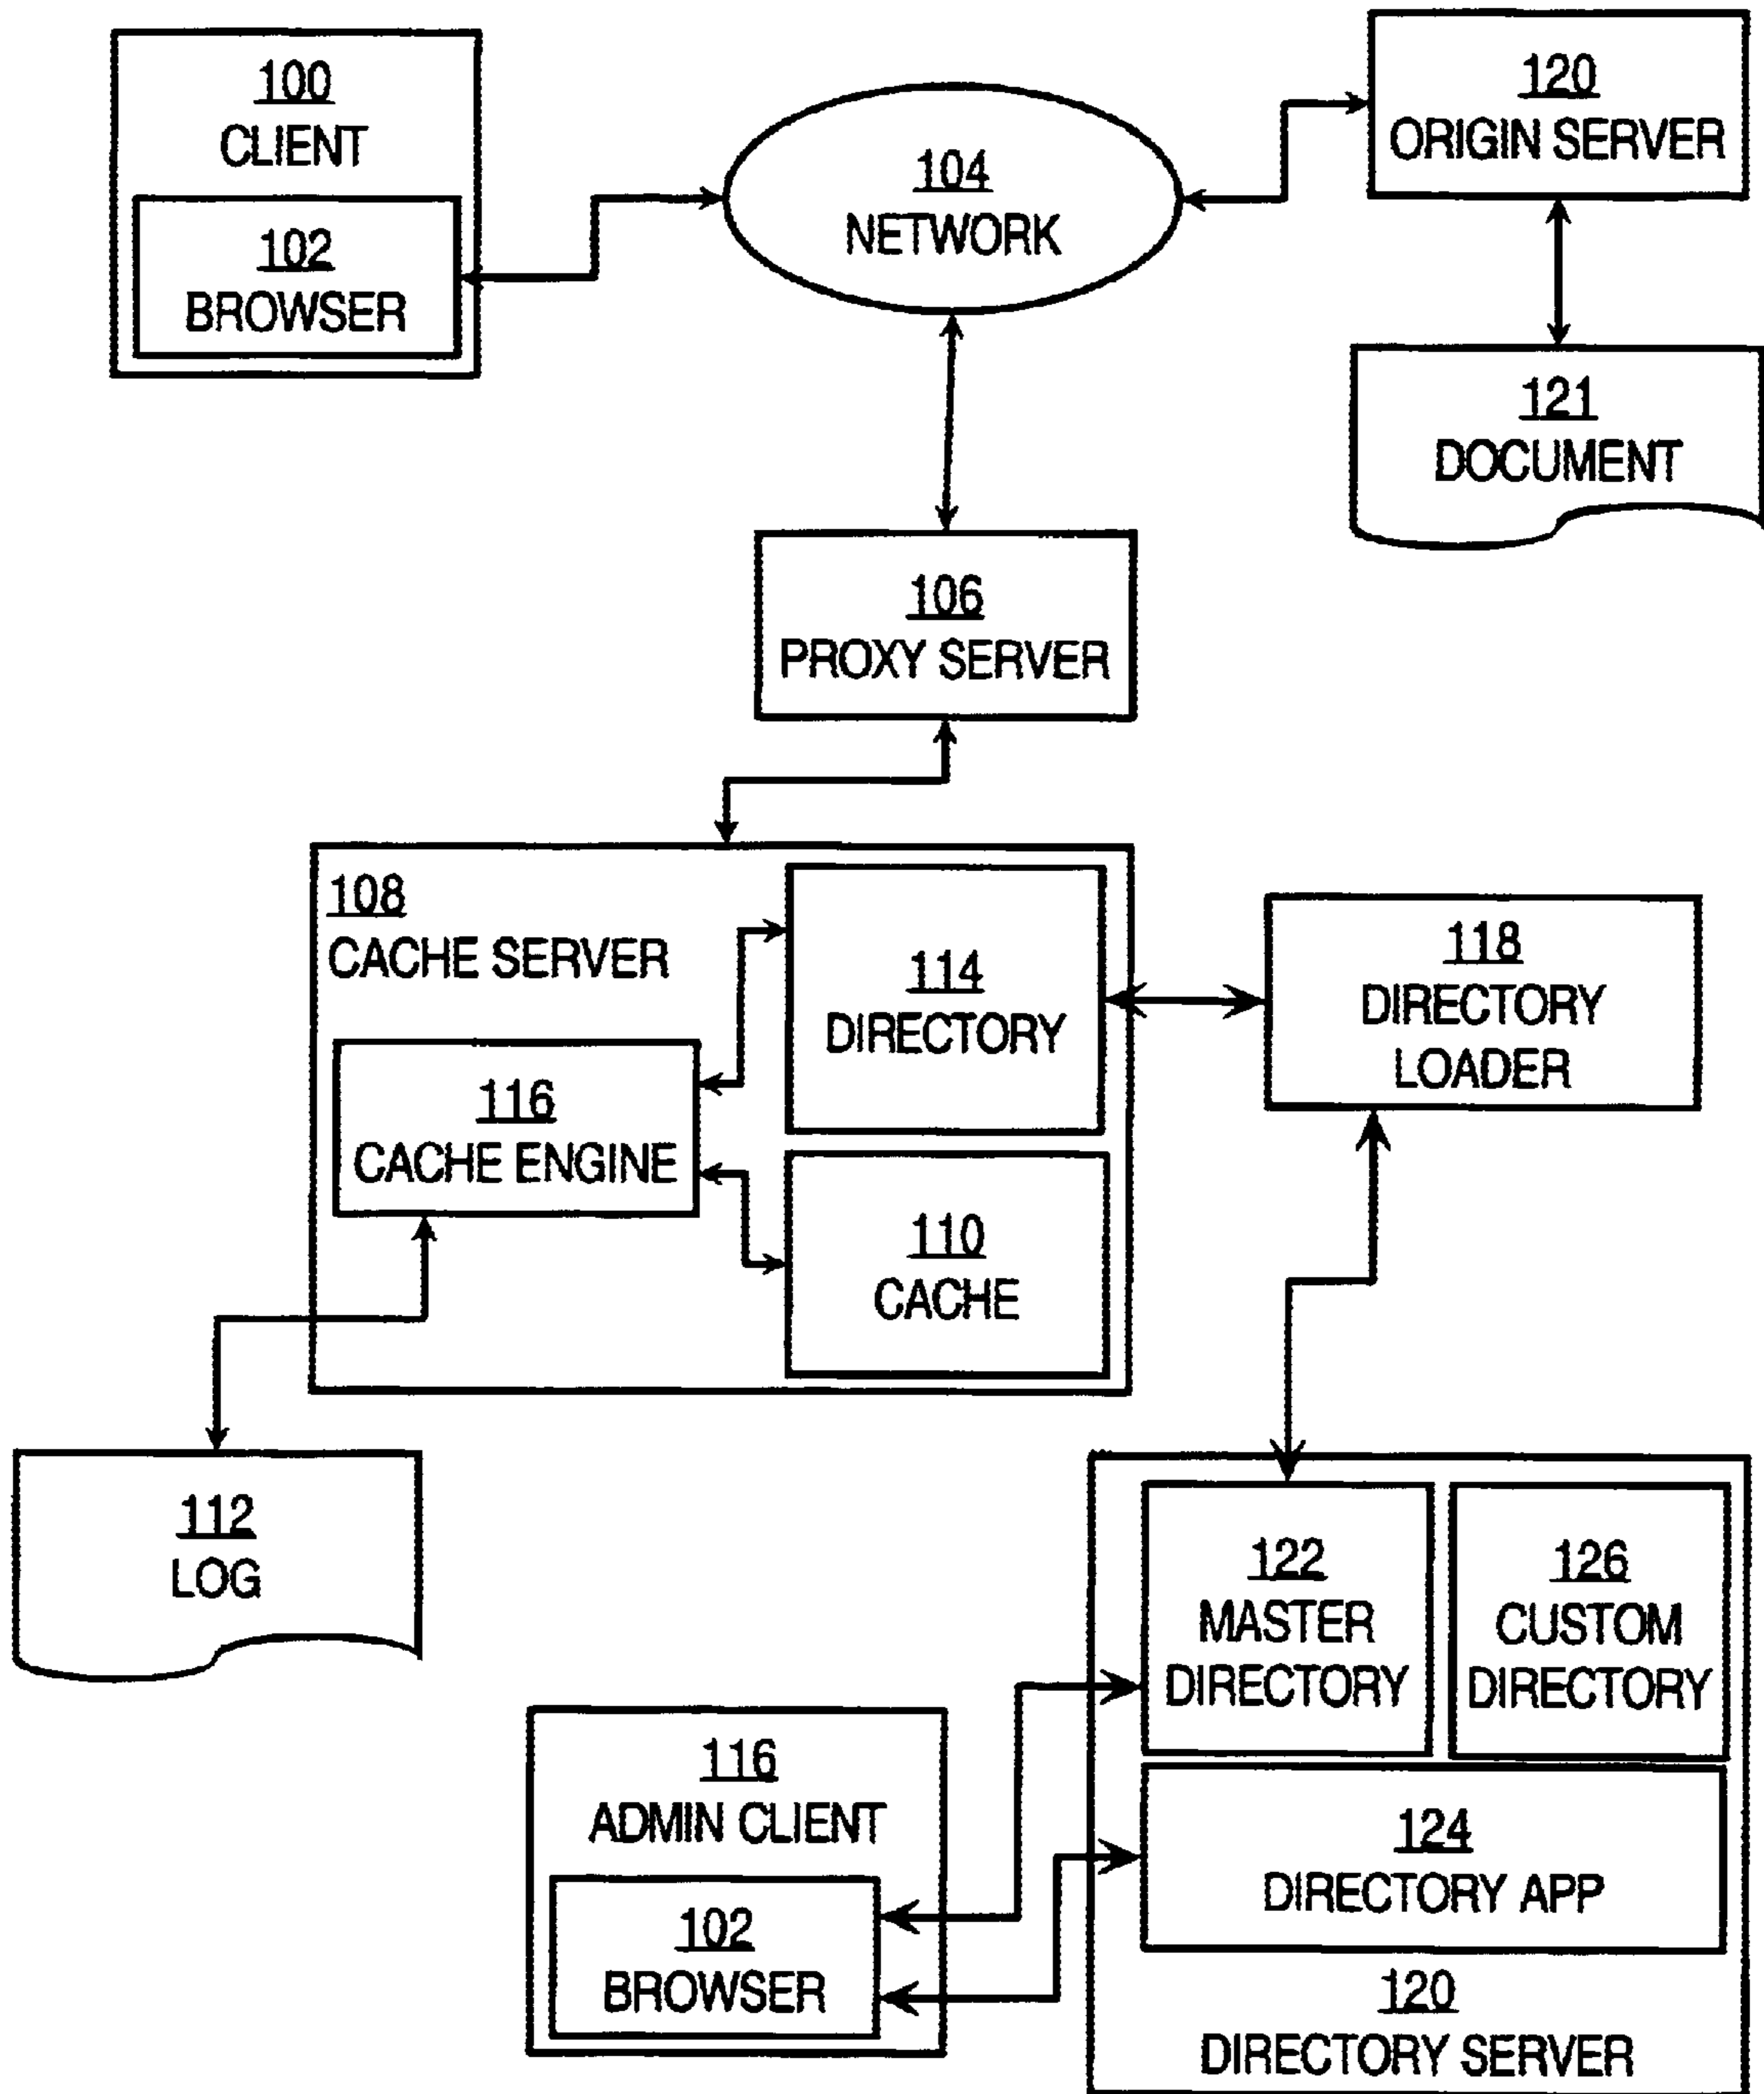 100
CLIENT
102
BROWSER
104
NETWORK
120
ORIGIN SERVER
121
DOCUMENT
106
PROXY SERVER
108
CACHE SERVER
114
DIRECTORY
116
CACHE ENGINE
110
CACHE
118
DIRECTORY
LOADER
112
LOG
122
MASTER
DIRECTORY
126
CUSTOM
DIRECTORY
116
ADMIN CLIENT
102
BROWSER
124
DIRECTORY APP
120
DIRECTORY SERVER